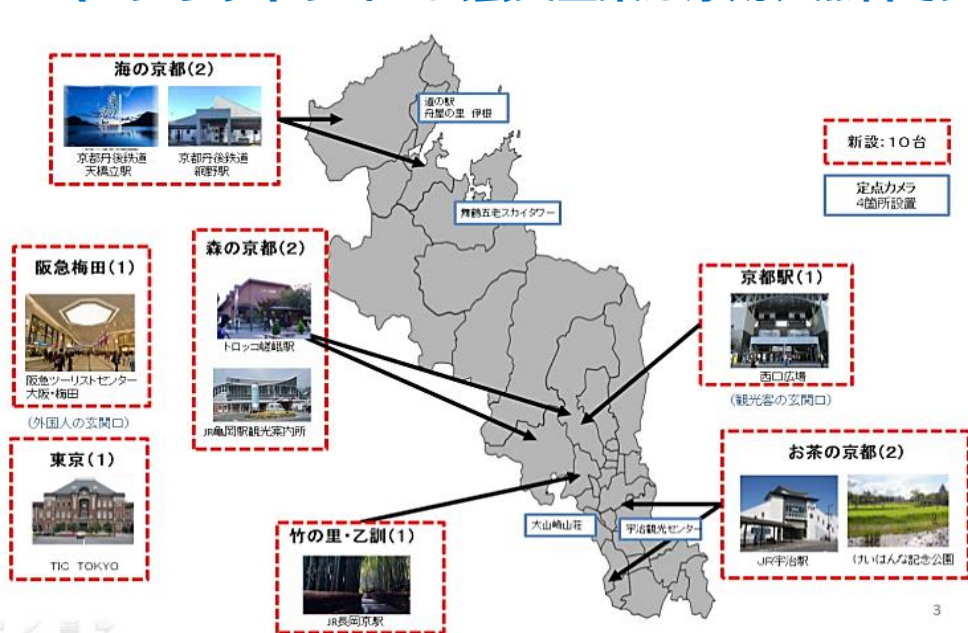 海の京都(2)
京都丹後鉄道
天橋立駅
京都丹後鉄道
網野駅
道の駅
舟屋の里 伊根
新設:10台
定点カメラ
4箇所設置
舞鶴五老スカイタワー
阪急梅田(1)
阪急ツーリストセンター
大阪・梅田
(外国人の玄関口)
森の京都(2)
トロッコ嵯峨駅
JR亀岡駅観光案内所
京都駅(1)
西口広場
(観光客の玄関口)
東京(1)
TIC TOKYO
お茶の京都(2)
JR宇治駅
けいはんな記念公園
大山崎山荘
宇治観光センター
竹の里・乙訓(1)
JR長岡京駅
3